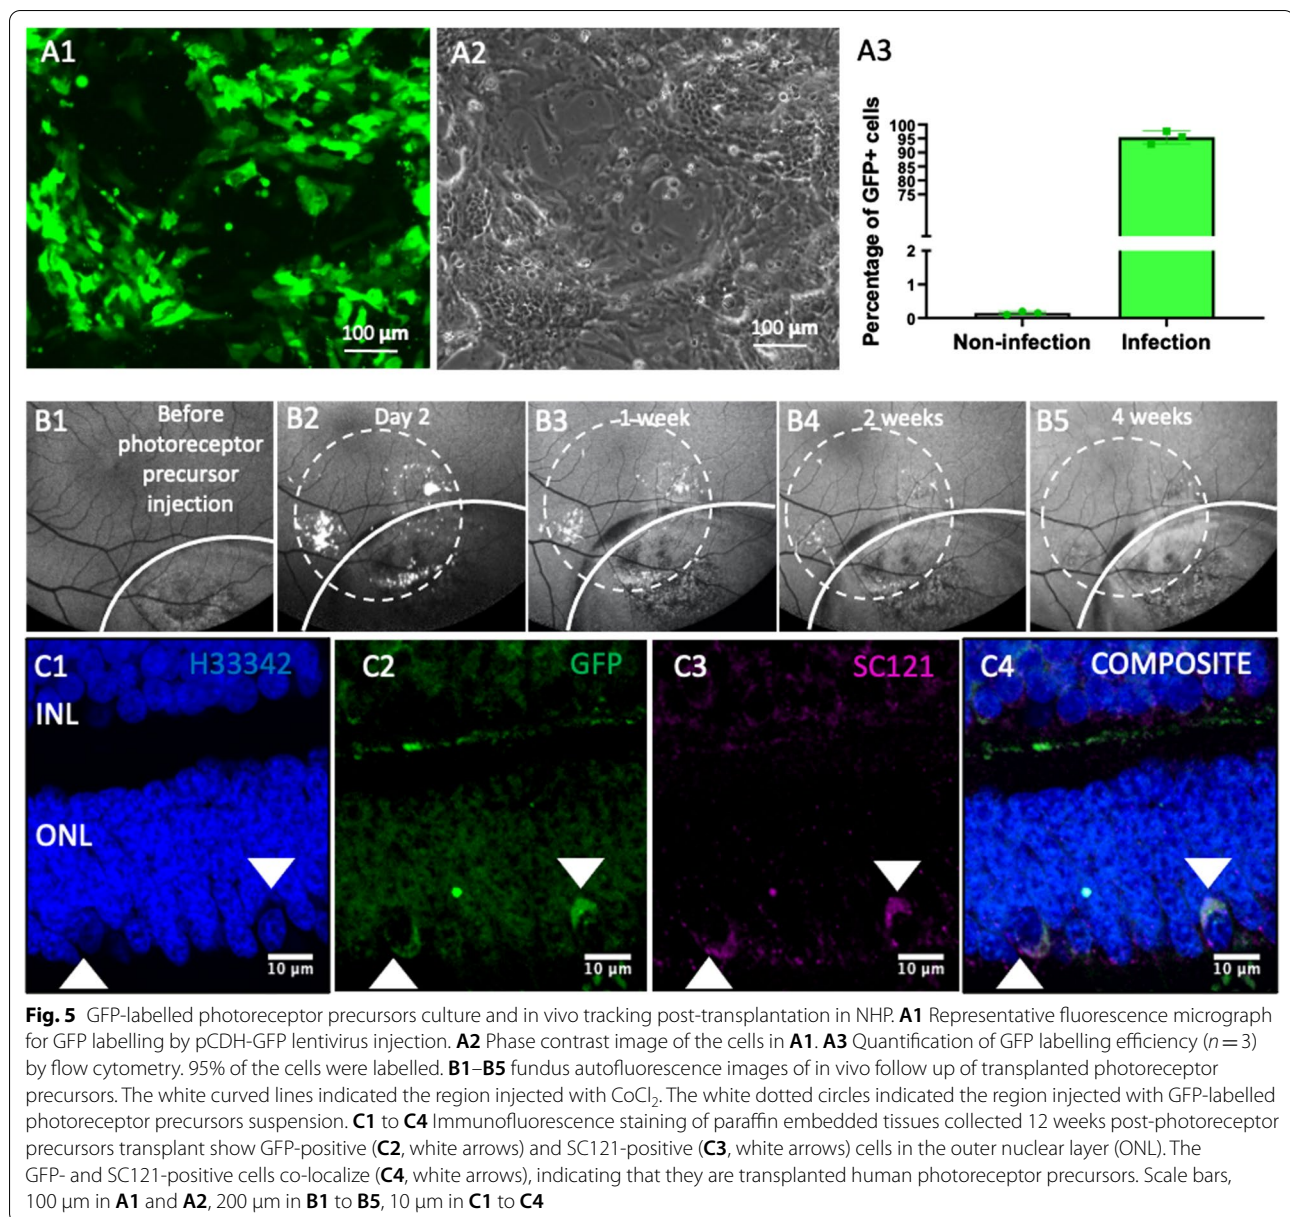 A1
100 µm
A2
100 µm
A3
Percentage of GFP+ cells
100
95
90
85
80
75
2
1
0
Non-infection
Infection
B1
Before
photoreceptor
precursor
injection
B2
Day 2
B3
1 week
B4
2 weeks
B5
4 weeks
C1
H33342
INL
ONL
10 µm
C2
GFP
10 µm
C3
SC121
10 µm
C4
COMPOSITE
10 µm
Fig. 5 GFP-labelled photoreceptor precursors culture and in vivo tracking post-transplantation in NHP. A1 Representative fluorescence micrograph
for GFP labelling by pCDH-GFP lentivirus injection. A2 Phase contrast image of the cells in A1. A3 Quantification of GFP labelling efficiency (n = 3)
by flow cytometry. 95% of the cells were labelled. B1–B5 fundus autofluorescence images of in vivo follow up of transplanted photoreceptor
precursors. The white curved lines indicated the region injected with CoCl₂. The white dotted circles indicated the region injected with GFP-labelled
photoreceptor precursors suspension. C1 to C4 Immunofluorescence staining of paraffin embedded tissues collected 12 weeks post-photoreceptor
precursors transplant show GFP-positive (C2, white arrows) and SC121-positive (C3, white arrows) cells in the outer nuclear layer (ONL). The
GFP- and SC121-positive cells co-localize (C4, white arrows), indicating that they are transplanted human photoreceptor precursors. Scale bars,
100 µm in A1 and A2, 200 µm in B1 to B5, 10 µm in C1 to C4